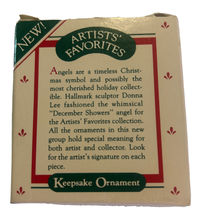 NEW
ARTISTS'
FAVORITES
Angels are a timeless Christ-
mas symbol and possibly the
most cherished holiday collect-
ible. Hallmark sculptor Donna
Lee fashioned the whimsical
"December Showers" angel for
the Artists' Favorites collection.
All the ornaments in this new
group hold special meaning for
both artist and collector. Look
for the artist's signature on each
piece.
Keepsake Ornament